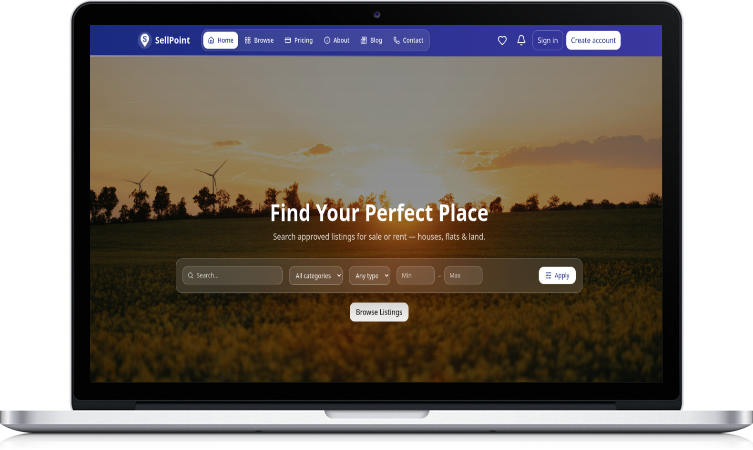 SellPoint
Home
Browse
Pricing
About
Blog
Contact
Sign in
Create account
Find Your Perfect Place
Search approved listings for sale or rent — houses, flats & land.
Search...
All categories
Any type
Min
-
Max
Apply
Browse Listings